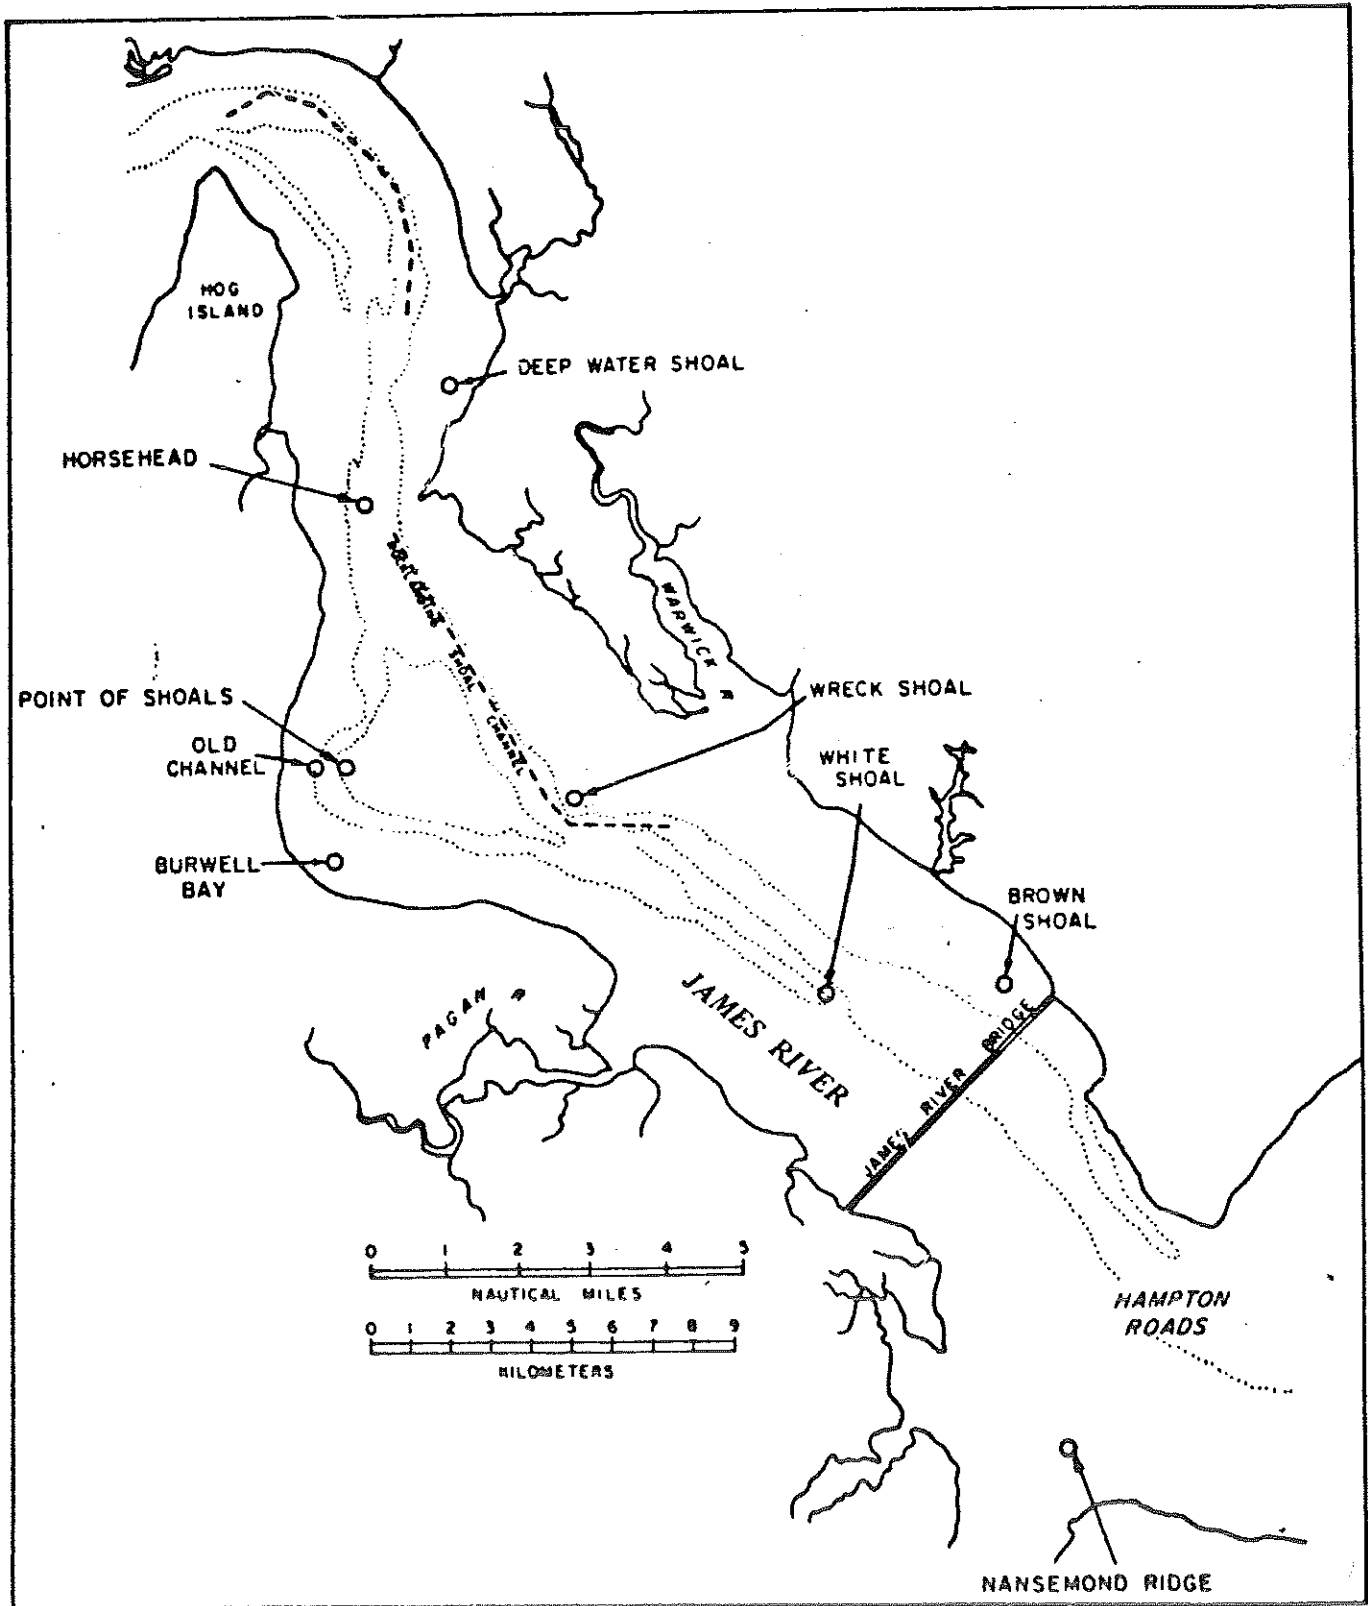 HOG
ISLAND
DEEP WATER SHOAL
HORSEHEAD
WARWICK R
SHOAL
CHANNEL
POINT OF SHOALS
WRECK SHOAL
OLD
CHANNEL
WHITE
SHOAL
BURWELL
BAY
BROWN
SHOAL
PAGAN R
JAMES RIVER
JAMES RIVER BRIDGE
0 1 2 3 4 5
NAUTICAL MILES
0 1 2 3 4 5 6 7 8 9
KILOMETERS
HAMPTON
ROADS
NANSEMOND RIDGE